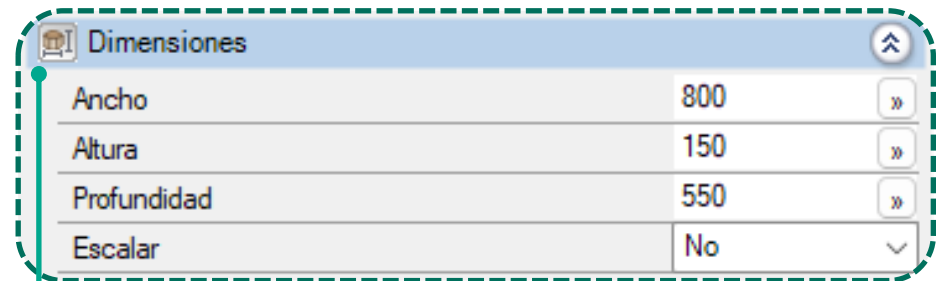 Dimensiones
Ancho 800 »
Altura 150 »
Profundidad 550 »
Escalar No